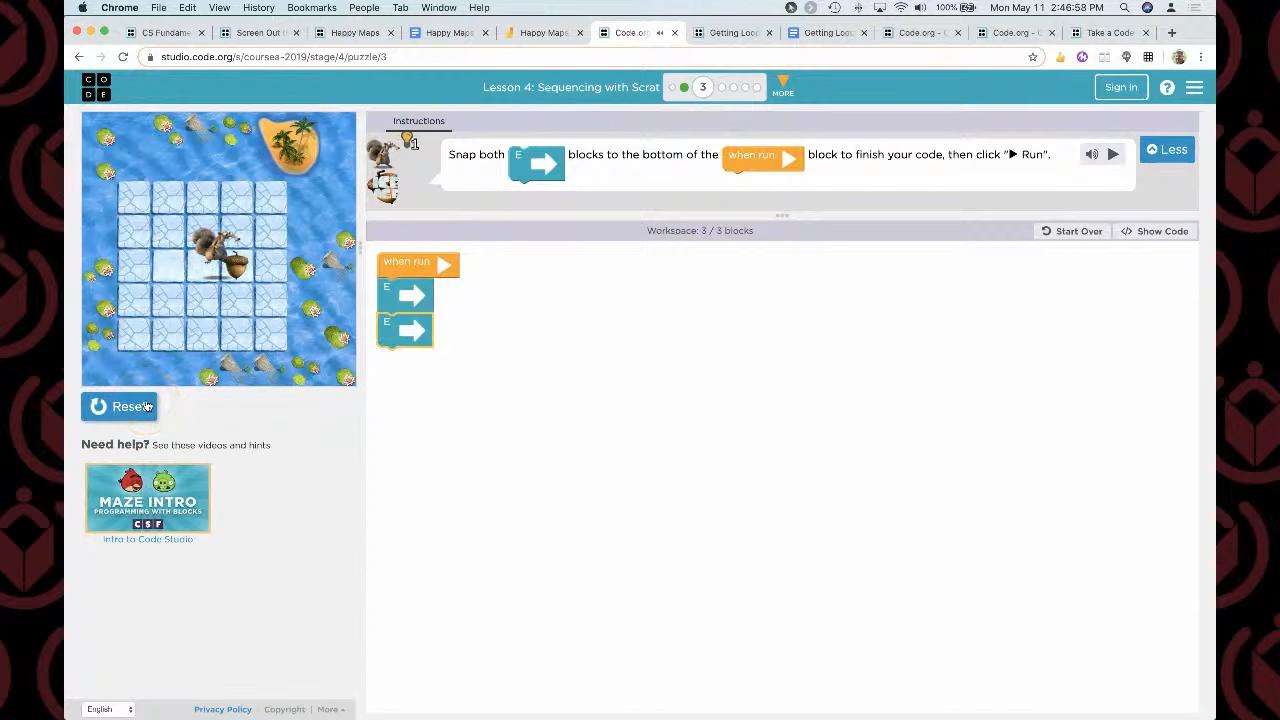 Chrome File Edit View History Bookmarks People Tab Window Help 100% Mon May 11 2:46:58 PM
CS Fundame Screen Out t Happy Maps Happy Maps Happy Maps Code.org Getting Loop Getting Loop Code.org - C Code.org - C Take a Code
studio.code.org/s/coursea-2019/stage/4/puzzle/3
C O D E
Lesson 4: Sequencing with Scrat 3 MORE Sign in ?
Instructions
1 Snap both E blocks to the bottom of the when run block to finish your code, then click "▶ Run". Less
Workspace: 3 / 3 blocks Start Over </> Show Code
when run
E
E
Reset
Need help? See these videos and hints
MAZE INTRO
PROGRAMMING WITH BLOCKS
C S F
Intro to Code Studio
English Privacy Policy Copyright More